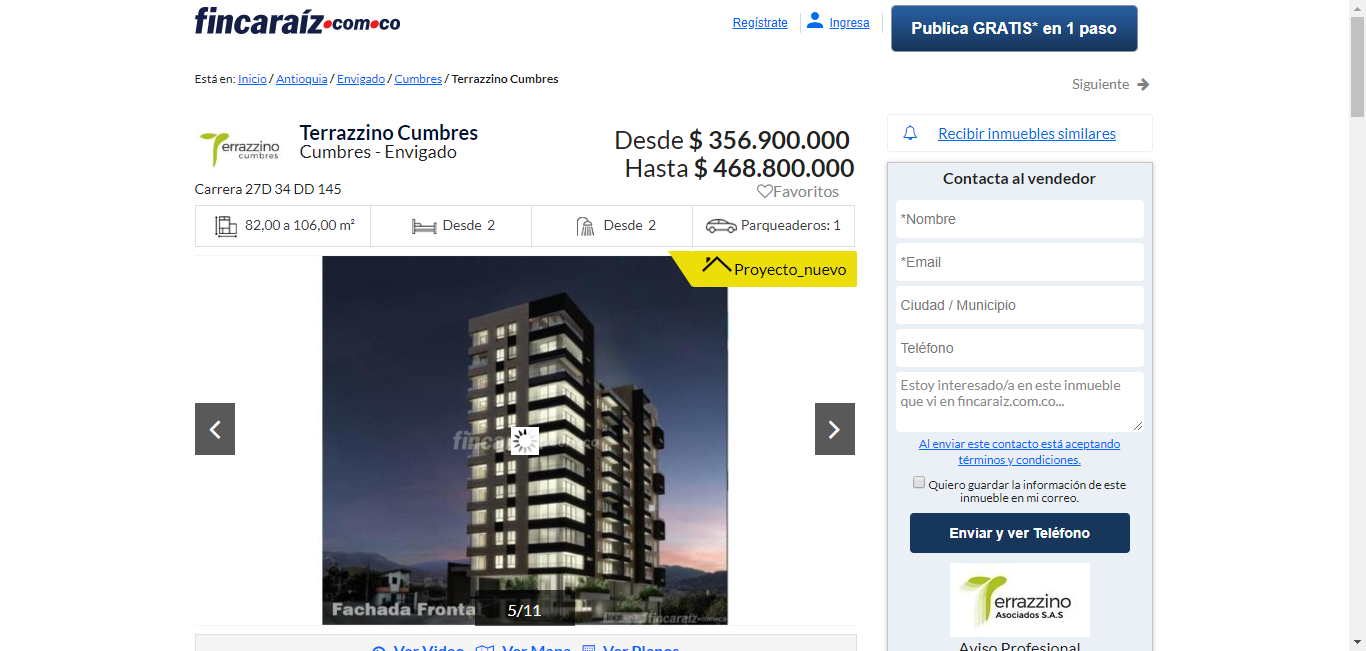 fincaraíz.com.co
Regístrate
Ingresa
Publica GRATIS* en 1 paso
Está en: Inicio / Antioquia / Envigado / Cumbres / Terrazzino Cumbres
Siguiente
Terrazzino
cumbres
Terrazzino Cumbres
Cumbres - Envigado
Desde $ 356.900.000
Hasta $ 468.800.000
Carrera 27D 34 DD 145
Favoritos
82,00 a 106,00 m²
Desde 2
Desde 2
Parqueaderos: 1
Proyecto_nuevo
Fachada Fronta
5/11
fincaraíz.com.co
Ver Video
Ver Mapa
Ver Planos
Recibir inmuebles similares
Contacta al vendedor
*Nombre
*Email
Ciudad / Municipio
Teléfono
Estoy interesado/a en este inmueble
que vi en fincaraiz.com.co...
Al enviar este contacto está aceptando
términos y condiciones.
Quiero guardar la información de este
inmueble en mi correo.
Enviar y ver Teléfono
Terrazzino
Asociados S.A.S
Aviso Profesional